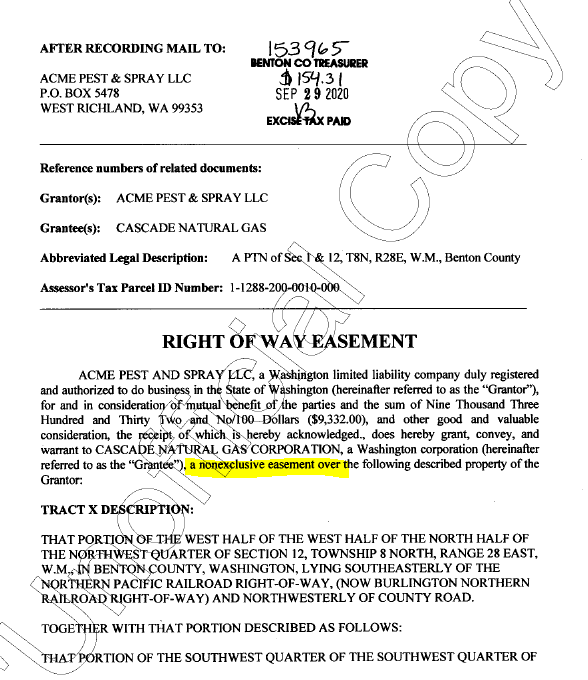 AFTER RECORDING MAIL TO:
ACME PEST & SPRAY LLC
P.O. BOX 5478
WEST RICHLAND, WA 99353
153965
BENTON CO TREASURER
$154.31
SEP 29 2020
EXCISE TAX PAID
Reference numbers of related documents:
Grantor(s): ACME PEST & SPRAY LLC
Grantee(s): CASCADE NATURAL GAS
Abbreviated Legal Description: A PTN of Sec 1 & 12, T8N, R28E, W.M., Benton County
Assessor's Tax Parcel ID Number: 1-1288-200-0010-000
RIGHT OF WAY EASEMENT
ACME PEST AND SPRAY LLC, a Washington limited liability company duly registered
and authorized to do business in the State of Washington (hereinafter referred to as the “Grantor”),
for and in consideration of mutual benefit of the parties and the sum of Nine Thousand Three
Hundred and Thirty Two and No/100 Dollars ($9,332.00), and other good and valuable
consideration, the receipt of which is hereby acknowledged., does hereby grant, convey, and
warrant to CASCADE NATURAL GAS CORPORATION, a Washington corporation (hereinafter
referred to as the “Grantee”), a nonexclusive easement over the following described property of the
Grantor:
TRACT X DESCRIPTION:
THAT PORTION OF THE WEST HALF OF THE WEST HALF OF THE NORTH HALF OF
THE NORTHWEST QUARTER OF SECTION 12, TOWNSHIP 8 NORTH, RANGE 28 EAST,
W.M., IN BENTON COUNTY, WASHINGTON, LYING SOUTHEASTERLY OF THE
NORTHERN PACIFIC RAILROAD RIGHT-OF-WAY, (NOW BURLINGTON NORTHERN
RAILROAD RIGHT-OF-WAY) AND NORTHWESTERLY OF COUNTY ROAD.
TOGETHER WITH THAT PORTION DESCRIBED AS FOLLOWS:
THAT PORTION OF THE SOUTHWEST QUARTER OF THE SOUTHWEST QUARTER OF
Unofficial Copy